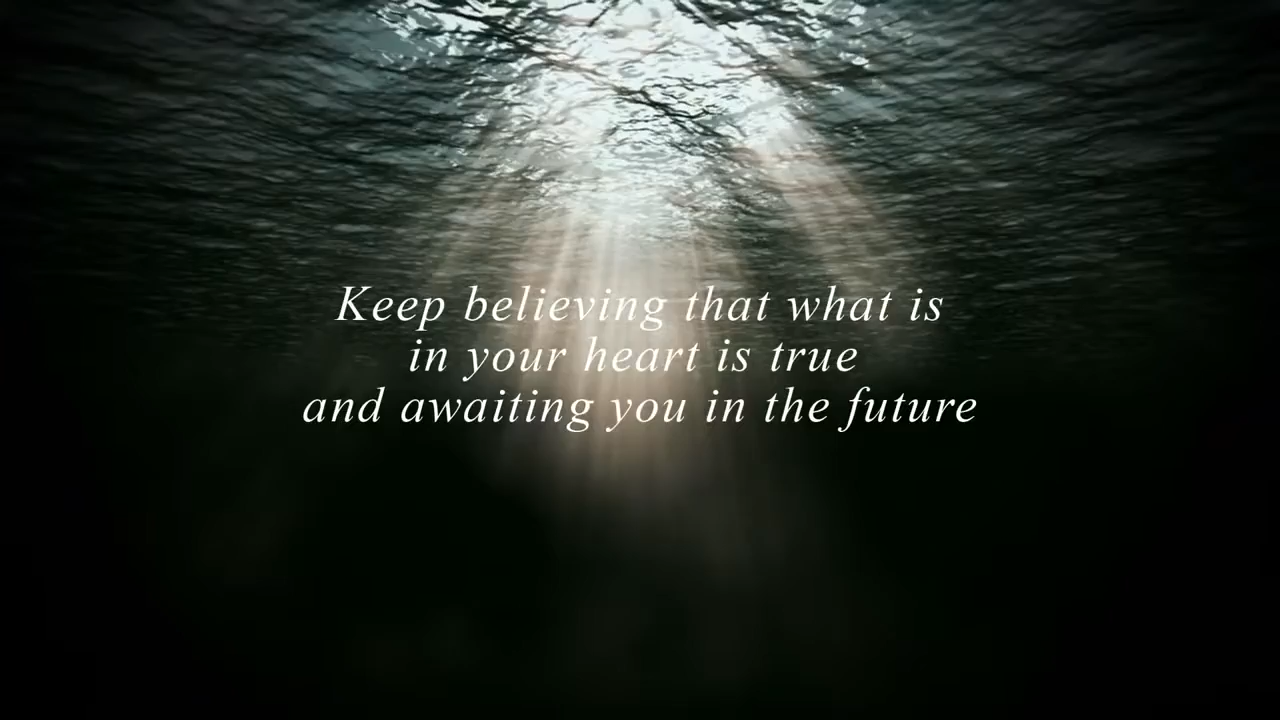 Keep believing that what is
in your heart is true
and awaiting you in the future